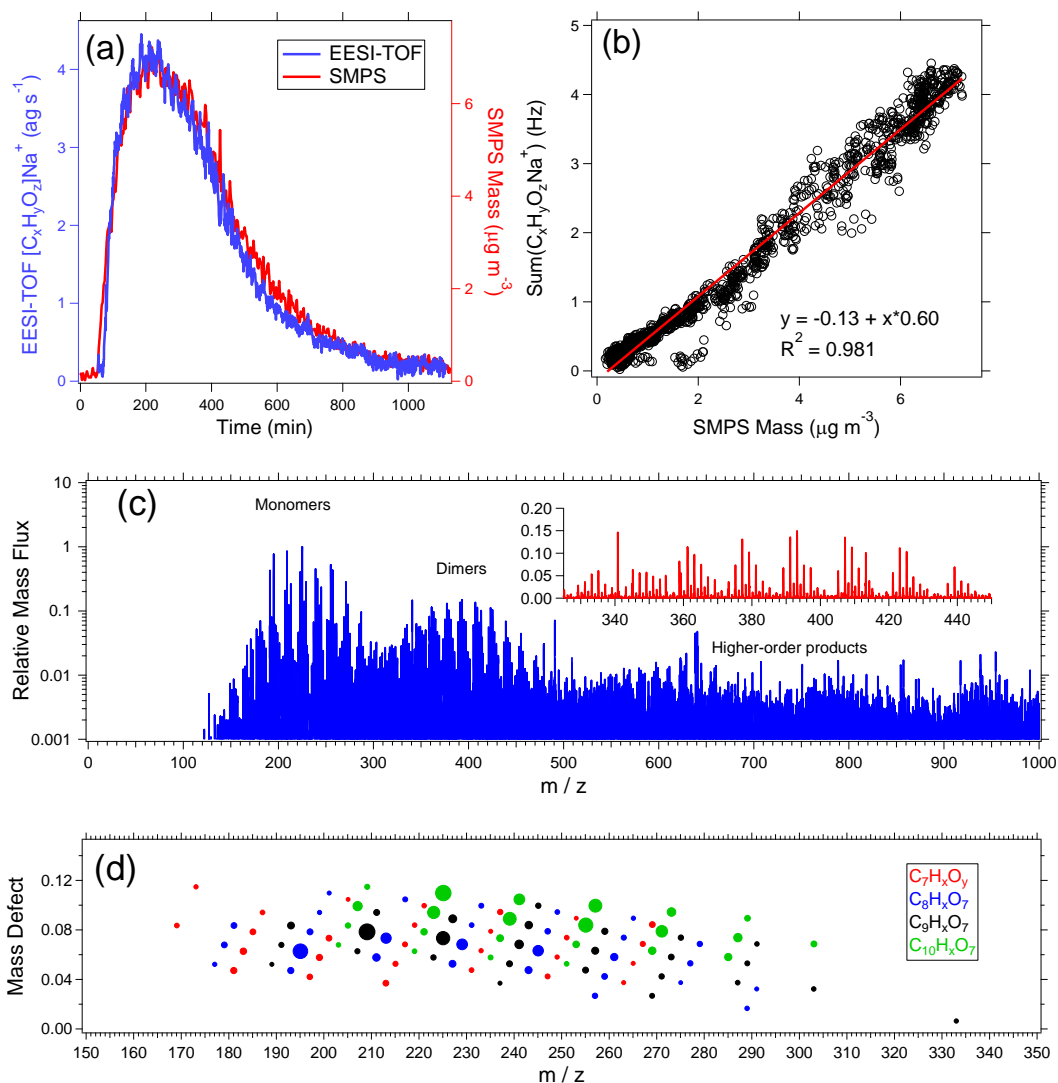 (a)
EESI-TOF
SMPS
EESI-TOF [CxHyOz]Na+ (ag s-1)
4
3
2
1
0
SMPS Mass (μg m-3)
6
4
2
0
0 200 400 600 800 1000
Time (min)
(b)
Sum(CxHyOzNa+) (Hz)
4
3
2
1
0
y = -0.13 + x*0.60
R2 = 0.981
0 2 4 6
SMPS Mass (μg m-3)
(c)
Relative Mass Flux
10
1
0.1
0.01
0.001
Monomers
Dimers
Higher-order products
0.20
0.15
0.10
0.05
0.00
340 360 380 400 420 440
0 100 200 300 400 500 600 700 800 900 1000
m / z
(d)
Mass Defect
0.12
0.08
0.04
0.00
C7HxOy
C8HxO7
C9HxO7
C10HxO7
150 160 170 180 190 200 210 220 230 240 250 260 270 280 290 300 310 320 330 340 350
m / z